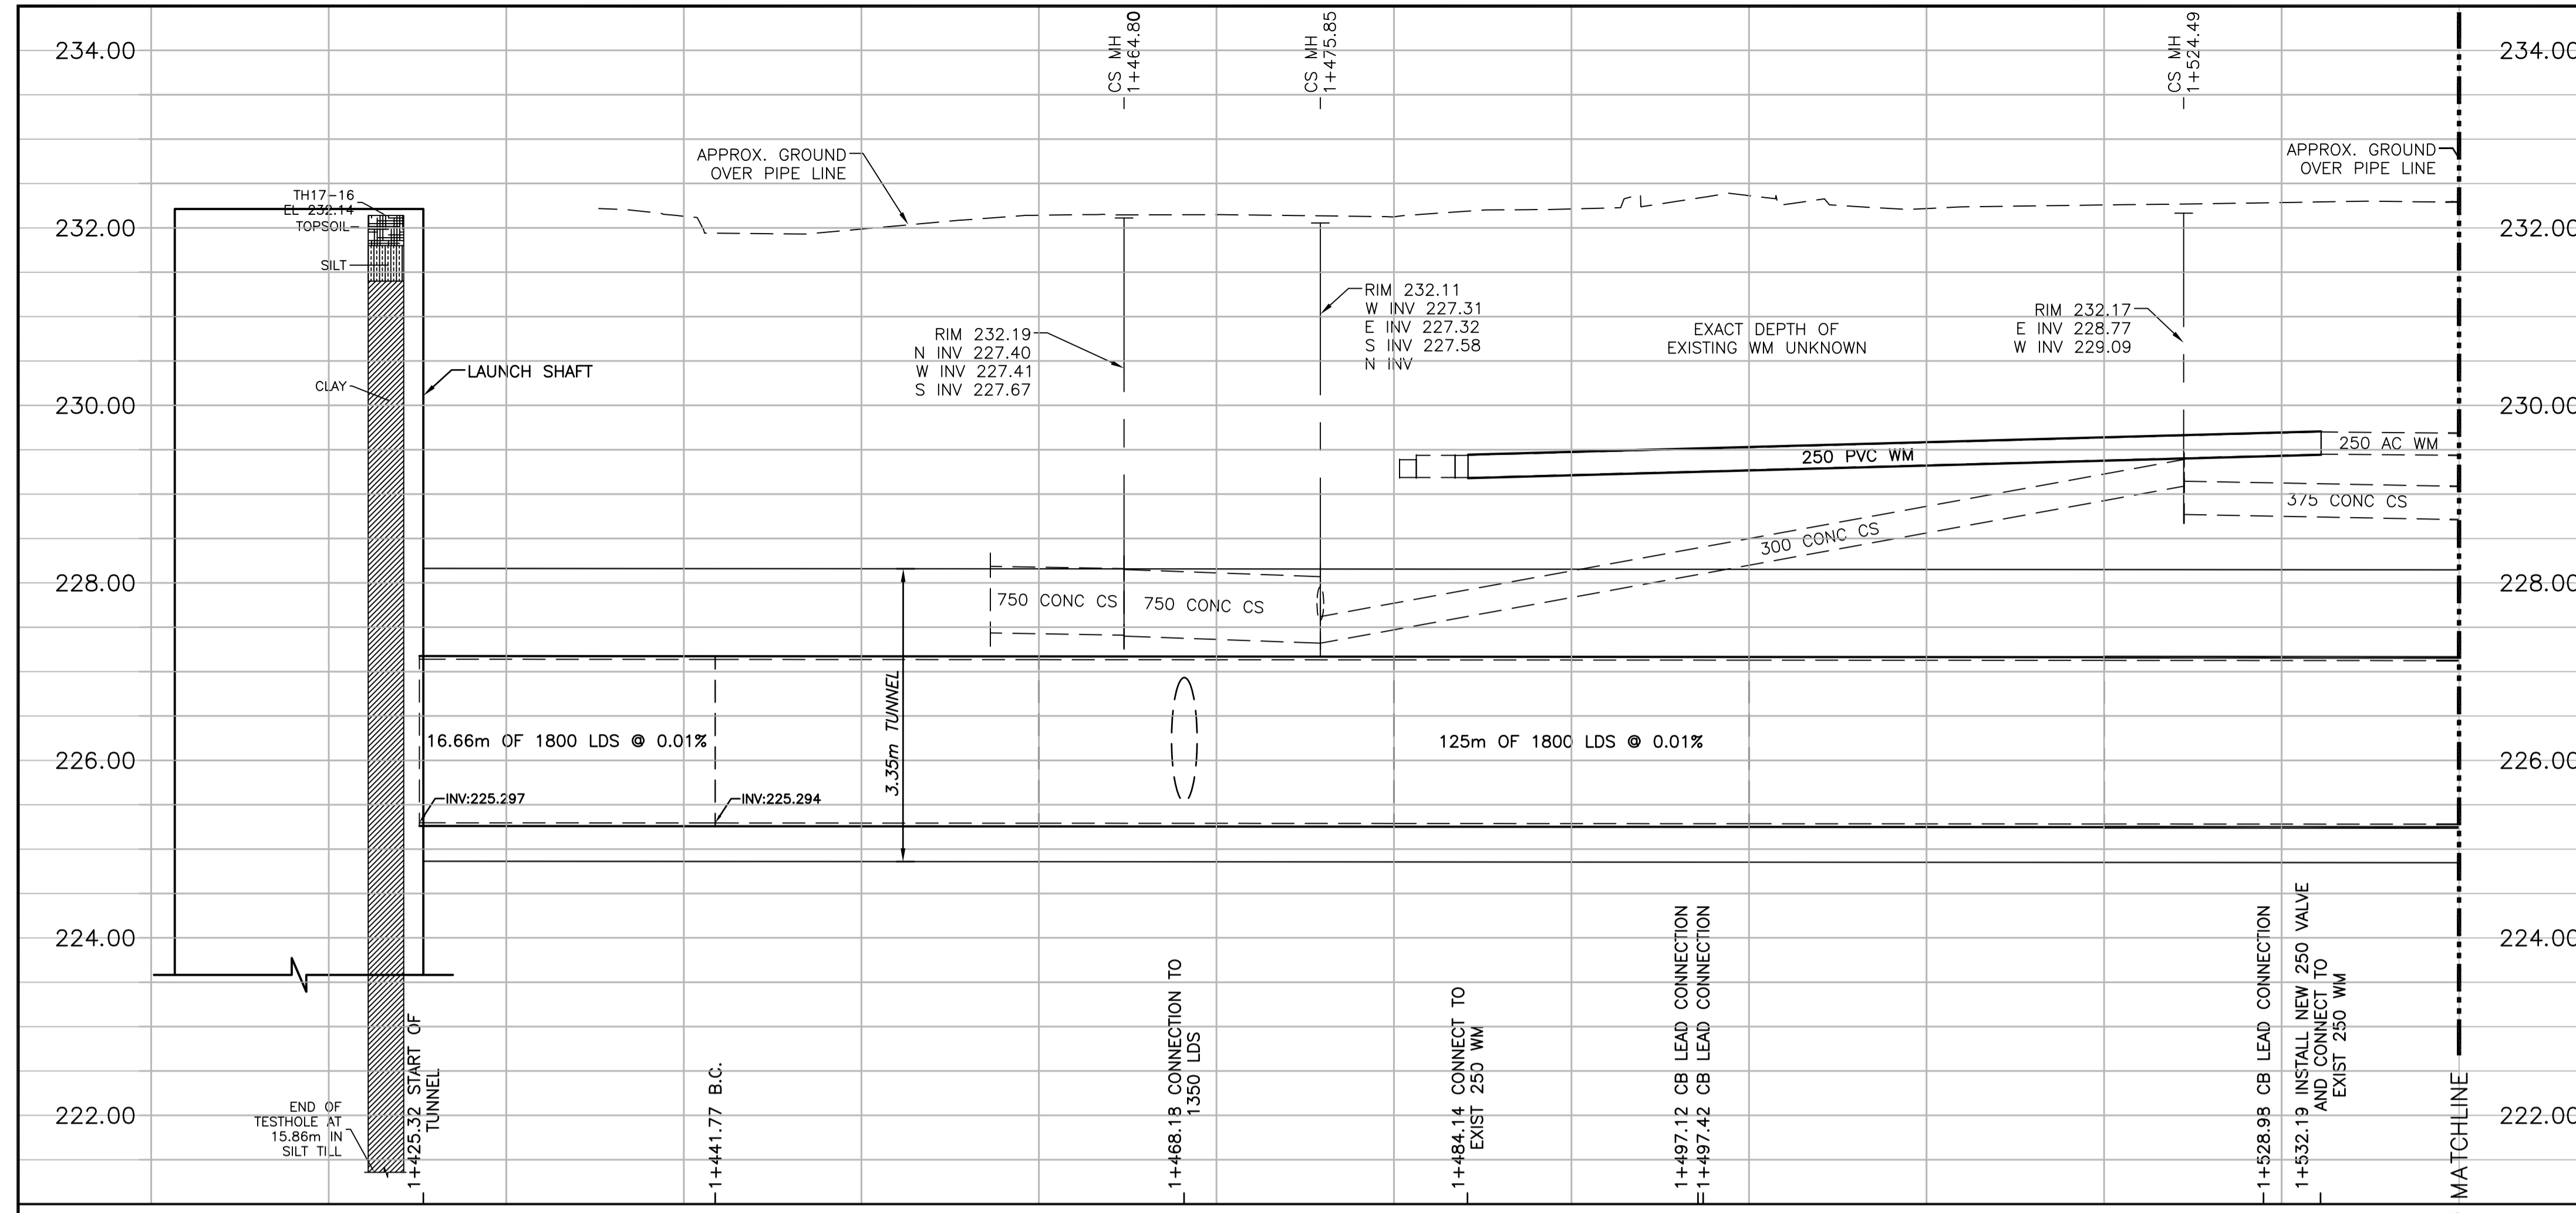 234.00
232.00
230.00
228.00
226.00
224.00
222.00
CS MH
1+464.80
CS MH
1+475.85
CS MH
1+524.49
234.00
232.00
230.00
228.00
226.00
224.00
222.00
APPROX. GROUND
OVER PIPE LINE
APPROX. GROUND
OVER PIPE LINE
TH17-16
EL 232.14
TOPSOIL
SILT
CLAY
LAUNCH SHAFT
RIM 232.19
N INV 227.40
W INV 227.41
S INV 227.67
RIM 232.11
W INV 227.31
E INV 227.32
S INV 227.58
N INV
EXACT DEPTH OF
EXISTING WM UNKNOWN
RIM 232.17
E INV 228.77
W INV 229.09
250 PVC WM
250 AC WM
375 CONC CS
300 CONC CS
750 CONC CS
750 CONC CS
3.35m TUNNEL
16.66m OF 1800 LDS @ 0.01%
125m OF 1800 LDS @ 0.01%
INV:225.297
INV:225.294
END OF
TESTHOLE AT
15.86m IN
SILT TILL
1+425.32 START OF
TUNNEL
1+441.77 B.C.
1+468.18 CONNECTION TO
1350 LDS
1+484.14 CONNECT TO
EXIST 250 WM
1+497.12 CB LEAD CONNECTION
1+497.42 CB LEAD CONNECTION
1+528.98 CB LEAD CONNECTION
1+532.19 INSTALL NEW 250 VALVE
AND CONNECT TO
EXIST 250 WM
MATCHLINE